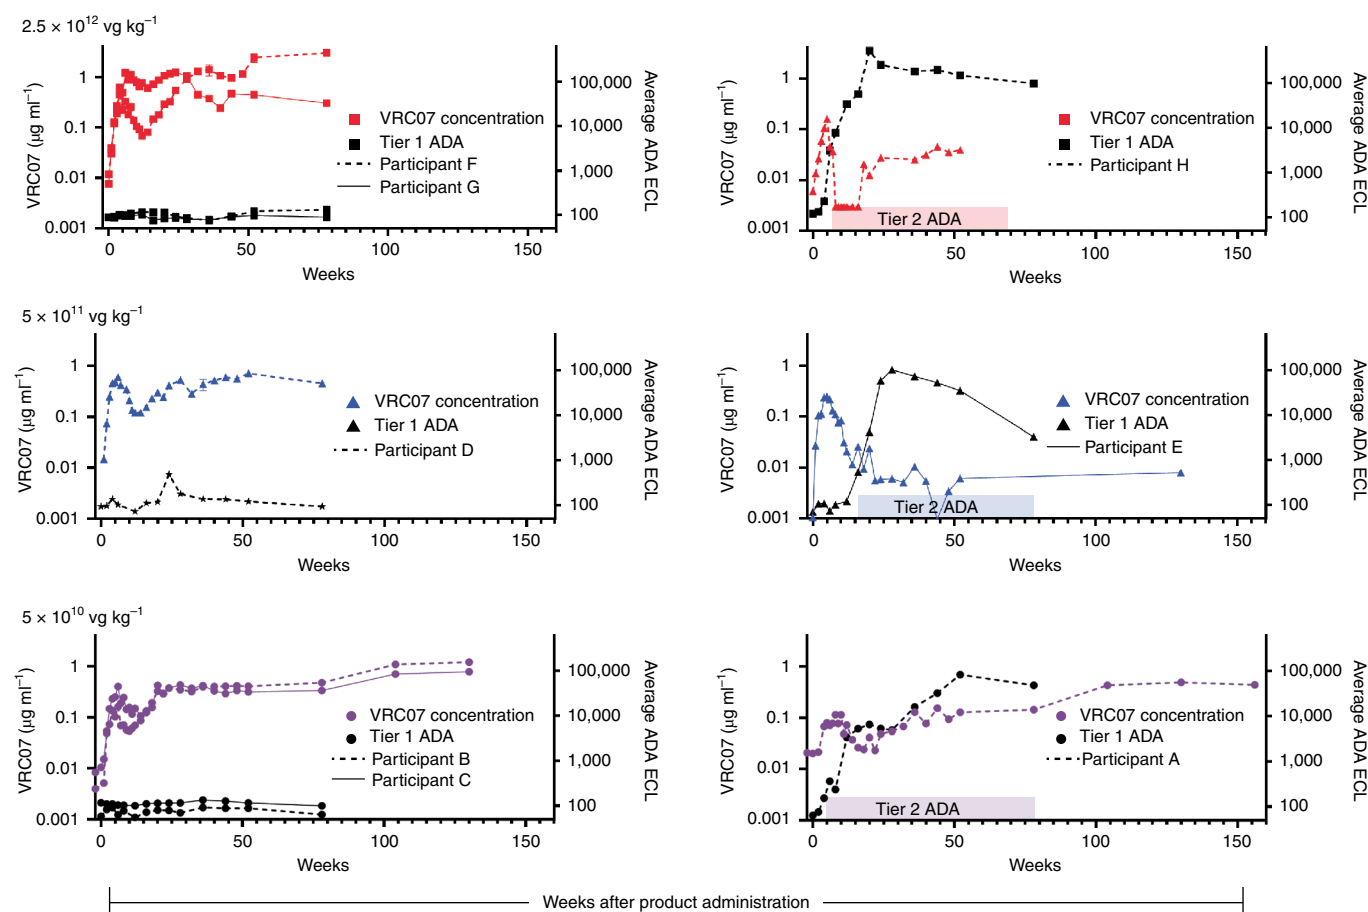 2.5 × 10¹² vg kg⁻¹
VRC07 (µg ml⁻¹)
1
0.1
0.01
0.001
0
50
100
150
Weeks
100,000
10,000
1,000
100
Average ADA ECL
VRC07 concentration
Tier 1 ADA
Participant F
Participant G
VRC07 (µg ml⁻¹)
1
0.1
0.01
0.001
0
50
100
150
Weeks
100,000
10,000
1,000
100
Average ADA ECL
VRC07 concentration
Tier 1 ADA
Participant H
Tier 2 ADA
5 × 10¹¹ vg kg⁻¹
VRC07 (µg ml⁻¹)
1
0.1
0.01
0.001
0
50
100
150
Weeks
100,000
10,000
1,000
100
Average ADA ECL
VRC07 concentration
Tier 1 ADA
Participant D
VRC07 (µg ml⁻¹)
1
0.1
0.01
0.001
0
50
100
150
Weeks
100,000
10,000
1,000
100
Average ADA ECL
VRC07 concentration
Tier 1 ADA
Participant E
Tier 2 ADA
5 × 10¹⁰ vg kg⁻¹
VRC07 (µg ml⁻¹)
1
0.1
0.01
0.001
0
50
100
150
Weeks
100,000
10,000
1,000
100
Average ADA ECL
VRC07 concentration
Tier 1 ADA
Participant B
Participant C
VRC07 (µg ml⁻¹)
1
0.1
0.01
0.001
0
50
100
150
Weeks
100,000
10,000
1,000
100
Average ADA ECL
VRC07 concentration
Tier 1 ADA
Participant A
Tier 2 ADA
Weeks after product administration